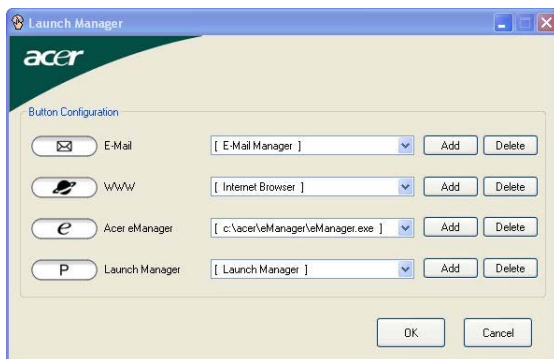 Launch Manager
acer
Button Configuration
E-Mail [ E-Mail Manager ] Add Delete
WWW [ Internet Browser ] Add Delete
e Acer eManager [ c:\acer\eManager\eManager.exe ] Add Delete
P Launch Manager [ Launch Manager ] Add Delete
OK Cancel